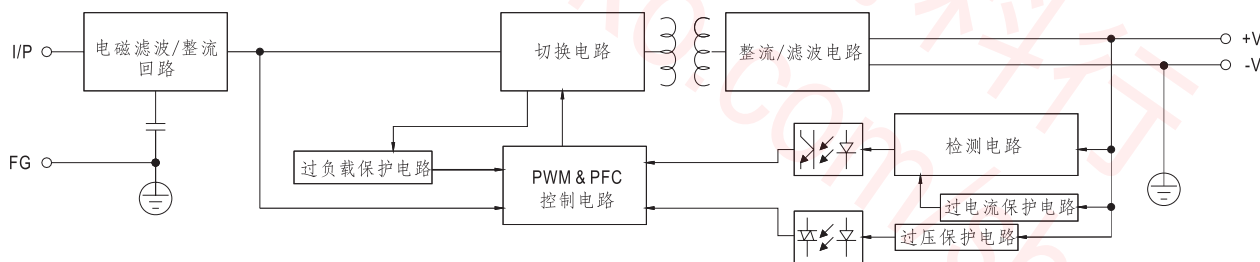 I/P
电磁滤波/整流
回路
切换电路
整流/滤波电路
+V
-V
FG
过负载保护电路
PWM & PFC
控制电路
检测电路
过电流保护电路
过压保护电路